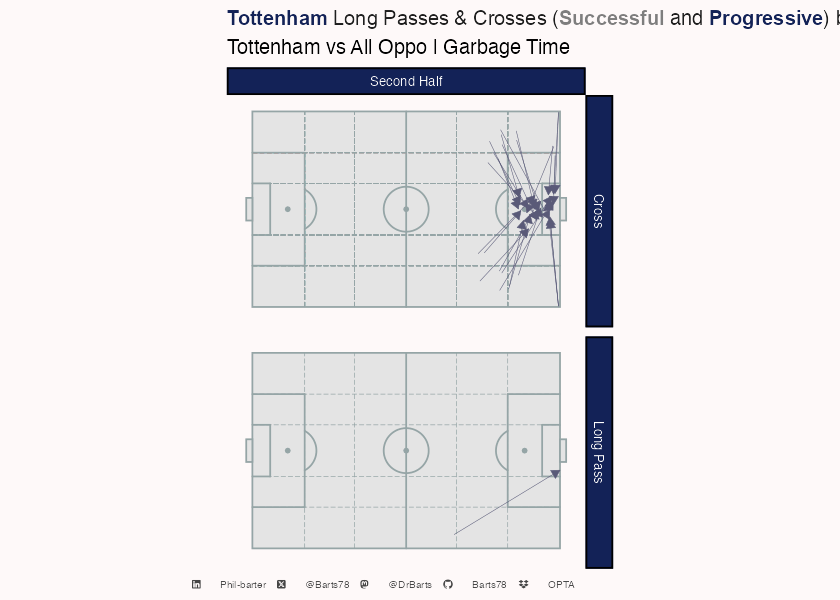 Tottenham Long Passes & Crosses (Successful and Progressive)
Tottenham vs All Oppo | Garbage Time
Second Half
Cross
Long Pass
Phil-barter @Barts78 @DrBarts Barts78 OPTA